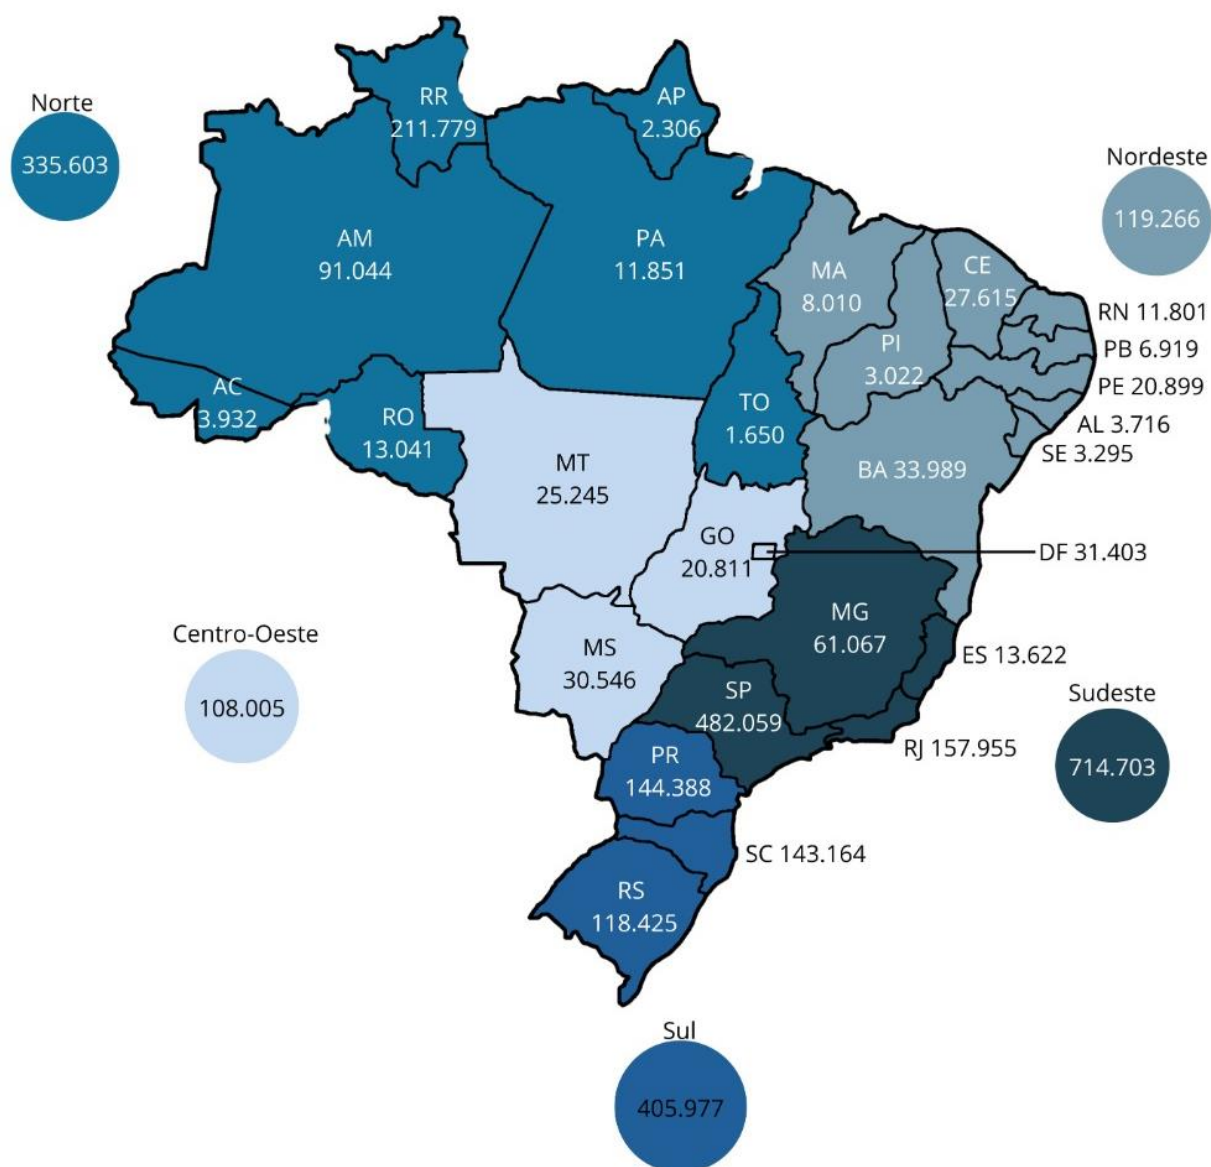 Norte
335.603
RR
211.779
AP
2.306
Nordeste
119.266
AM
91.044
PA
11.851
MA
8.010
CE
27.615
RN 11.801
PB 6.919
PI
3.022
PE 20.899
AL 3.716
SE 3.295
AC
3.932
RO
13.041
TO
1.650
BA 33.989
MT
25.245
GO
20.811
DF 31.403
Centro-Oeste
108.005
MS
30.546
MG
61.067
ES 13.622
SP
482.059
RJ 157.955
Sudeste
714.703
PR
144.388
SC 143.164
RS
118.425
Sul
405.977